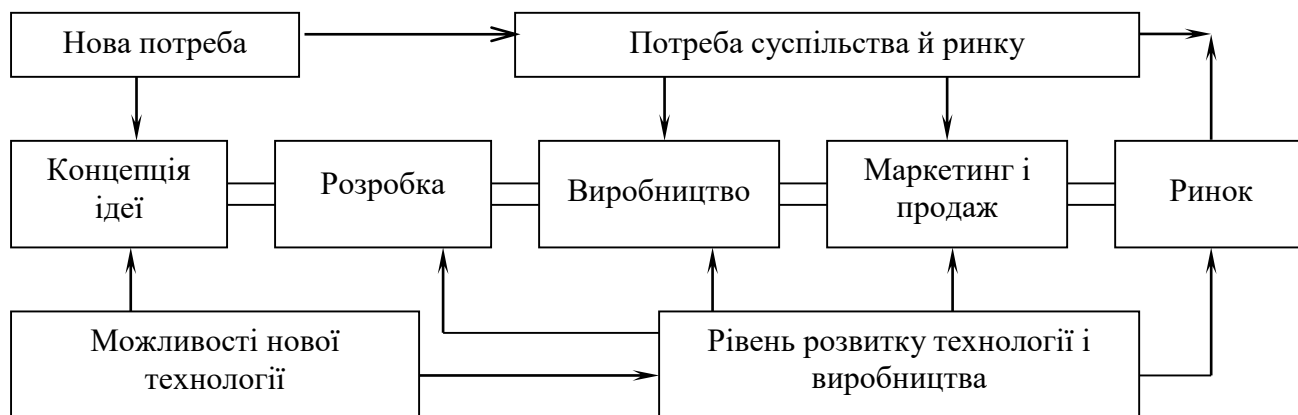 Нова потреба
Потреба суспільства й ринку
Концепція
ідеї
Розробка
Виробництво
Маркетинг і
продаж
Ринок
Можливості нової
технології
Рівень розвитку технології і
виробництва